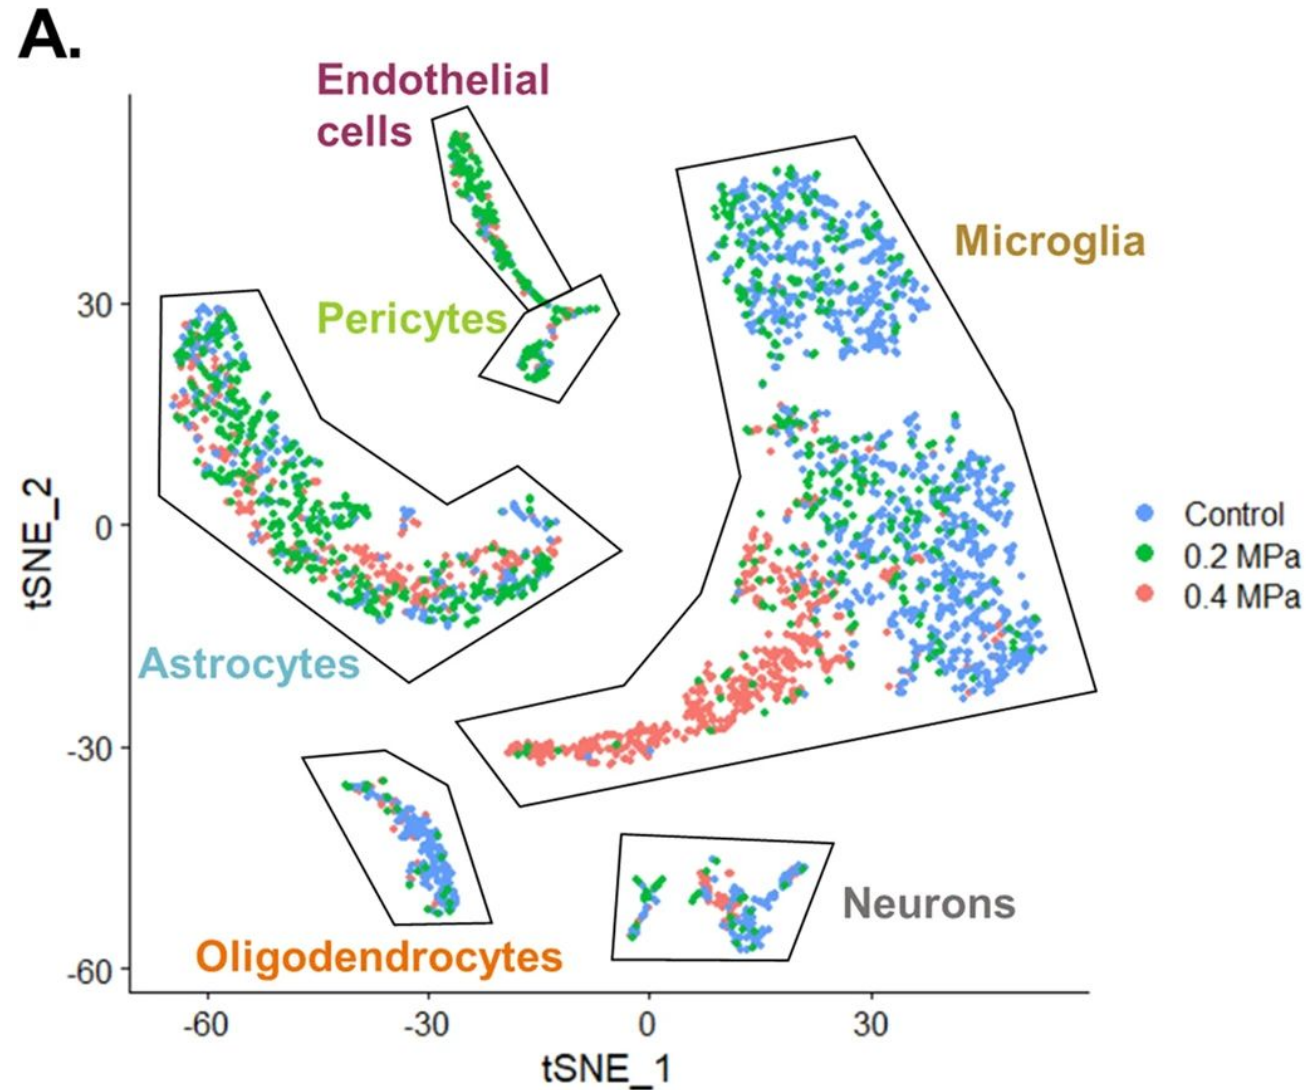 A.
Endothelial
cells
Microglia
Pericytes
Astrocytes
Oligodendrocytes
Neurons
30
0
-30
-60
tSNE_2
-60
-30
0
30
tSNE_1
Control
0.2 MPa
0.4 MPa